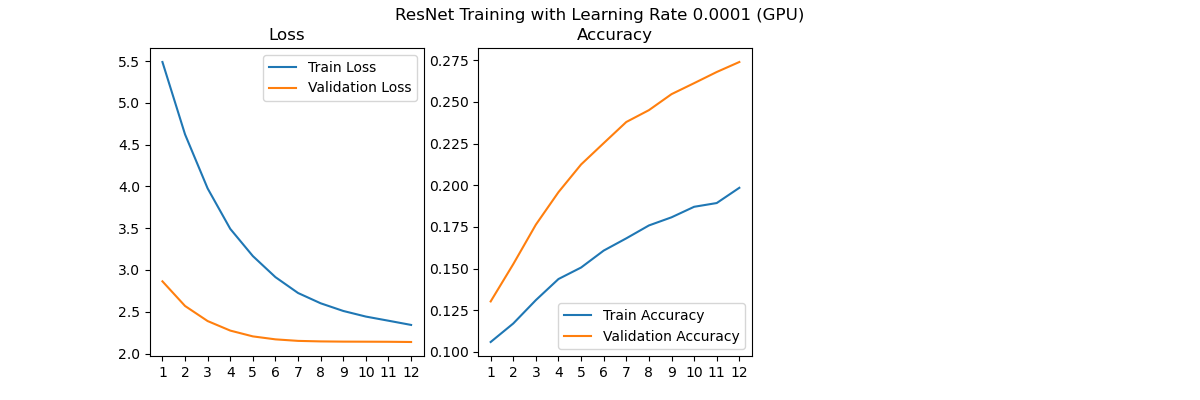 ResNet Training with Learning Rate 0.0001 (GPU)
Loss
5.5
5.0
4.5
4.0
3.5
3.0
2.5
2.0
Train Loss
Validation Loss
1 2 3 4 5 6 7 8 9 10 11 12
Accuracy
0.275
0.250
0.225
0.200
0.175
0.150
0.125
0.100
Train Accuracy
Validation Accuracy
1 2 3 4 5 6 7 8 9 10 11 12